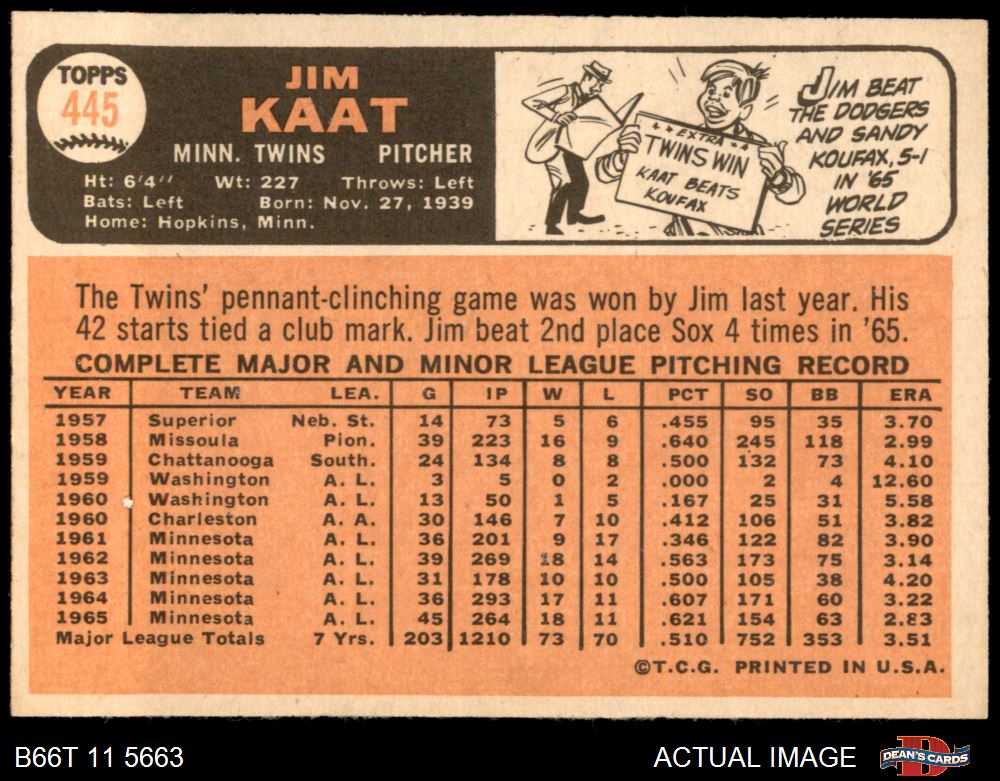 TOPPS
445
JIM
KAAT
MINN. TWINS PITCHER
Ht: 6'4" Wt: 227 Throws: Left
Bats: Left Born: Nov. 27, 1939
Home: Hopkins, Minn.
EXTRA
TWINS WIN
KAAT BEATS
KOUFAX
JIM BEAT
THE DODGERS
AND SANDY
KOUFAX, 5-1
IN '65
WORLD
SERIES
The Twins' pennant-clinching game was won by Jim last year. His
42 starts tied a club mark. Jim beat 2nd place Sox 4 times in '65.
COMPLETE MAJOR AND MINOR LEAGUE PITCHING RECORD
YEAR TEAM LEA. G IP W L PCT SO BB ERA
1957 Superior Neb. St. 14 73 5 6 .455 95 35 3.70
1958 Missoula Pion. 39 223 16 9 .640 245 118 2.99
1959 Chattanooga South. 24 134 8 8 .500 132 73 4.10
1959 Washington A. L. 3 5 0 2 .000 2 4 12.60
1960 Washington A. L. 13 50 1 5 .167 25 31 5.58
1960 Charleston A. A. 30 146 7 10 .412 106 51 3.82
1961 Minnesota A. L. 36 201 9 17 .346 122 82 3.90
1962 Minnesota A. L. 39 269 18 14 .563 173 75 3.14
1963 Minnesota A. L. 31 178 10 10 .500 105 38 4.20
1964 Minnesota A. L. 36 293 17 11 .607 171 60 3.22
1965 Minnesota A. L. 45 264 18 11 .621 154 63 2.83
Major League Totals 7 Yrs. 203 1210 73 70 .510 752 353 3.51
©T.C.G. PRINTED IN U.S.A.
B66T 11 5663 ACTUAL IMAGE DEAN'S CARDS